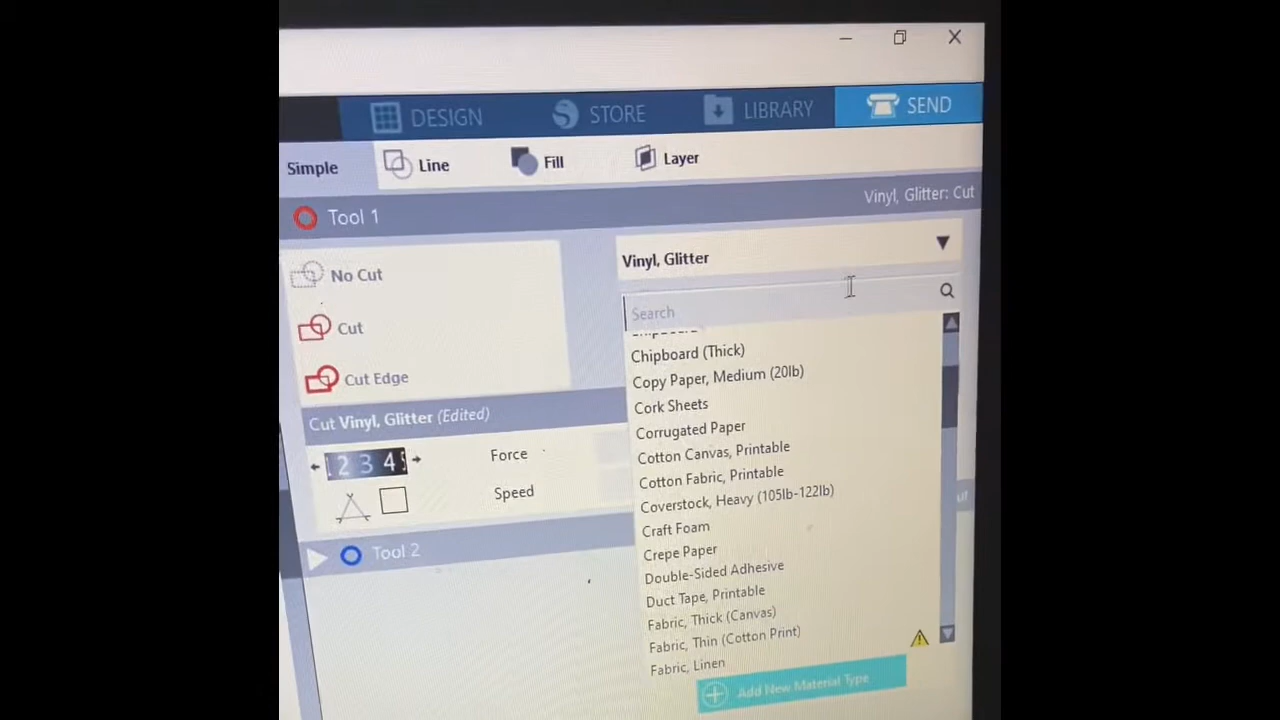 DESIGN STORE LIBRARY SEND
Simple Line Fill Layer
Tool 1 Vinyl, Glitter: Cut
No Cut
Cut
Cut Edge
Vinyl, Glitter
Search
Chipboard (Thick)
Copy Paper, Medium (20lb)
Cork Sheets
Corrugated Paper
Cotton Canvas, Printable
Cotton Fabric, Printable
Coverstock, Heavy (105lb-122lb)
Craft Foam
Crepe Paper
Double-Sided Adhesive
Duct Tape, Printable
Fabric, Thick (Canvas)
Fabric, Thin (Cotton Print)
Fabric, Linen
Add New Material Type
Cut Vinyl, Glitter (Edited)
2 3 4
Force
Speed
Tool 2